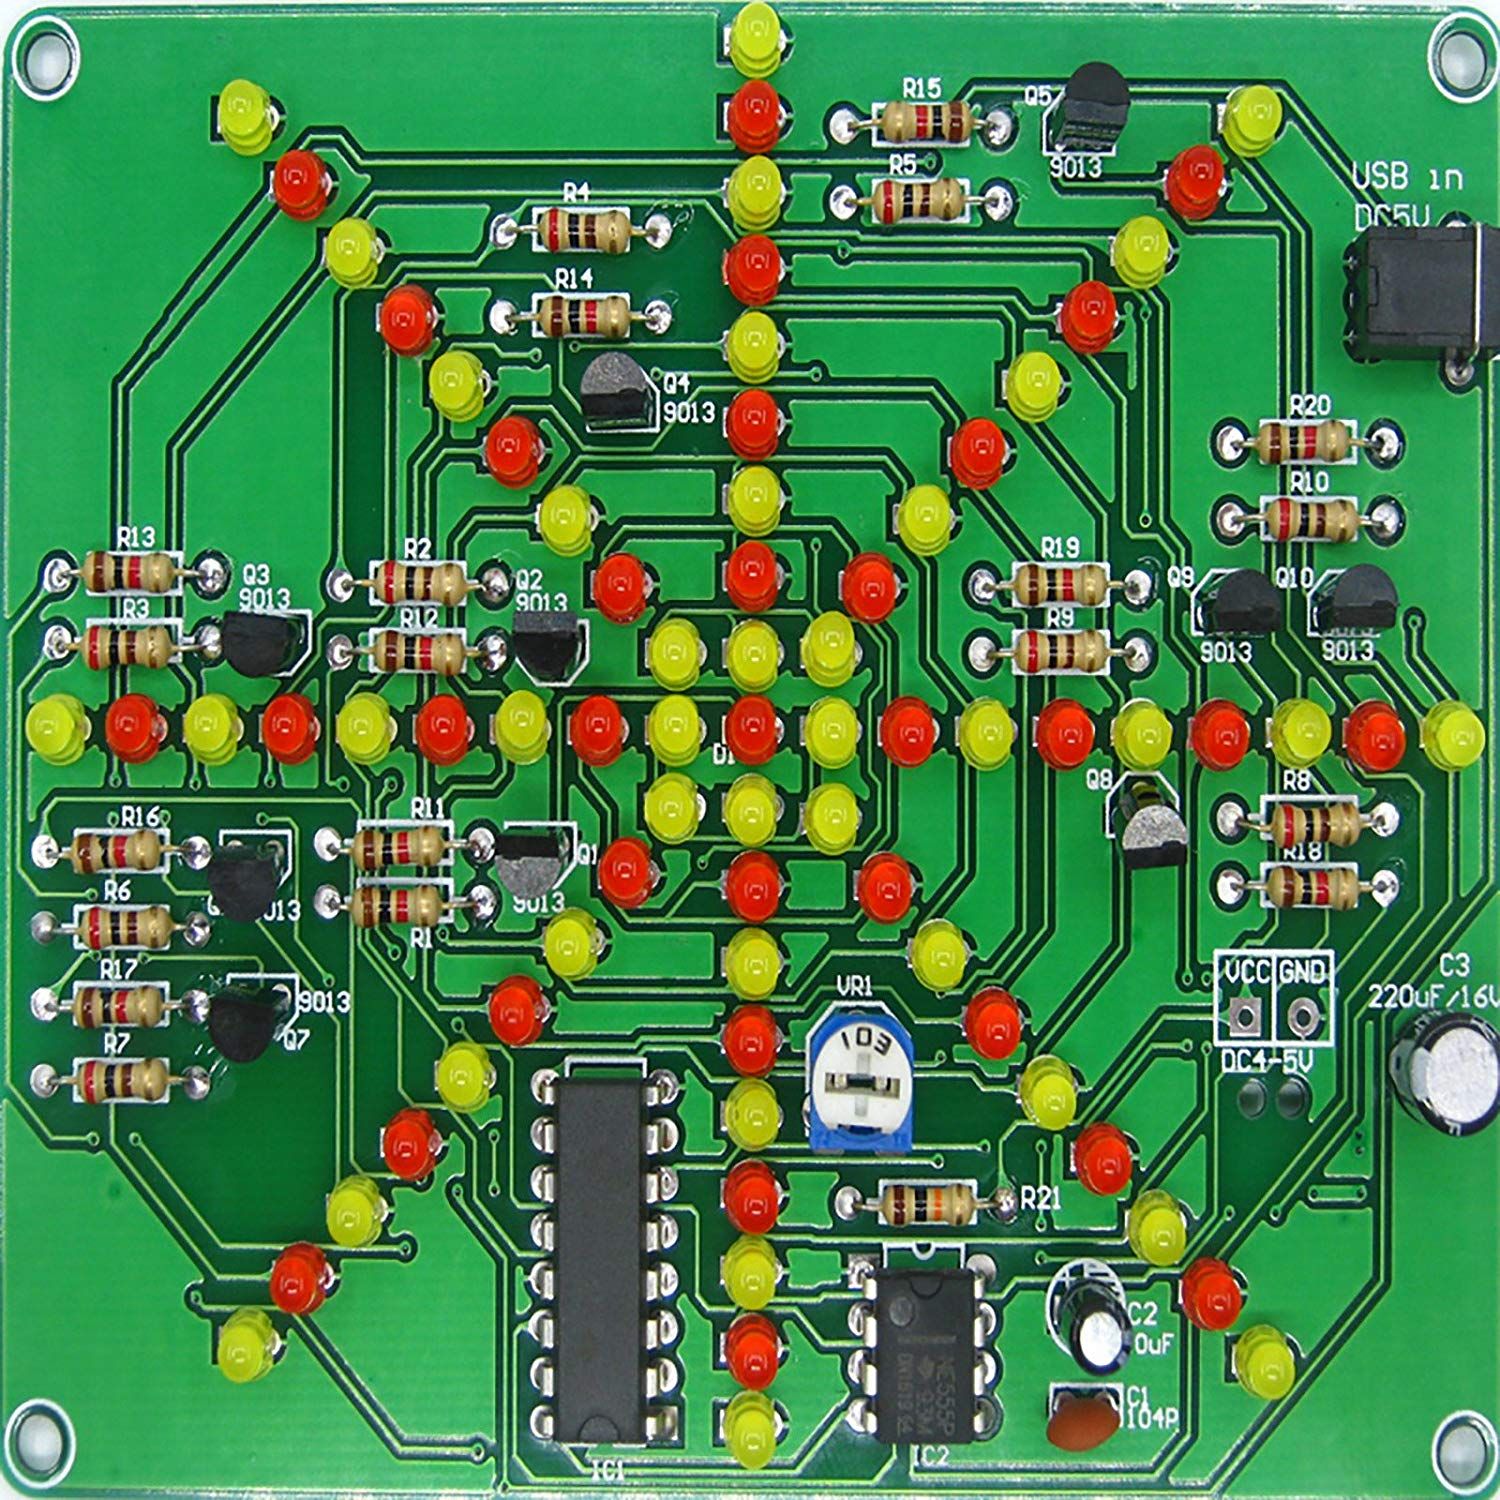 R15
Q5
9013
R5
USB in
DC5V
R4
R14
Q4
9013
R20
R10
R13
R2
R19
Q3
9013
Q2
9013
Q9
Q10
R3
R12
R9
9013
9013
D1
Q8
R8
R16
R11
Q1
R18
R6
9013
R1
R17
9013
Q7
R7
VCC GND
DC4-5V
C3
220uF/16V
VR1
103
R21
C2
0uF
C1
104P
NE555P
IC1
IC2